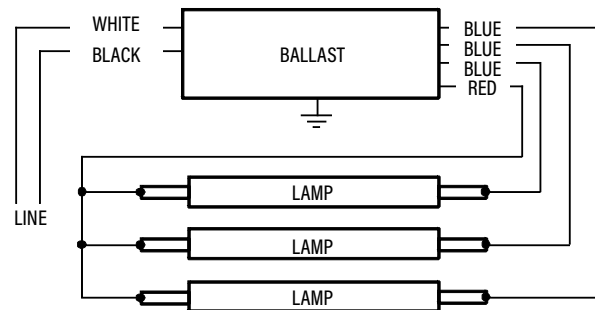 WHITE
BLACK
BALLAST
BLUE
BLUE
BLUE
RED
LINE
LAMP
LAMP
LAMP